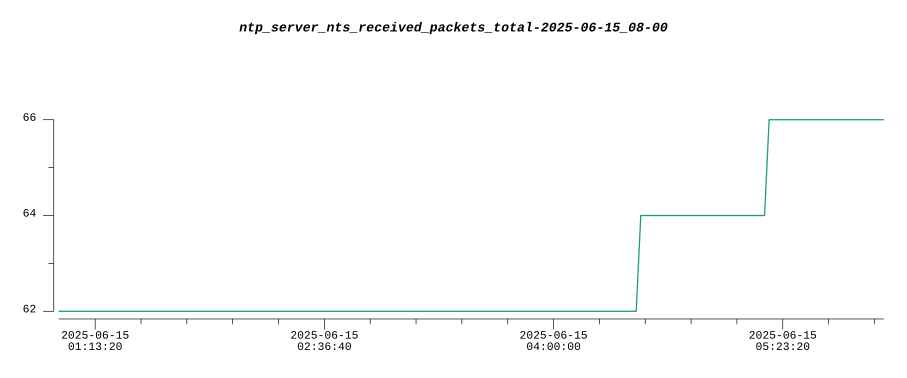 ntp_server_nts_received_packets_total-2025-06-15_08-00
66
64
62
2025-06-15 2025-06-15 2025-06-15 2025-06-15
01:13:20 02:36:40 04:00:00 05:23:20